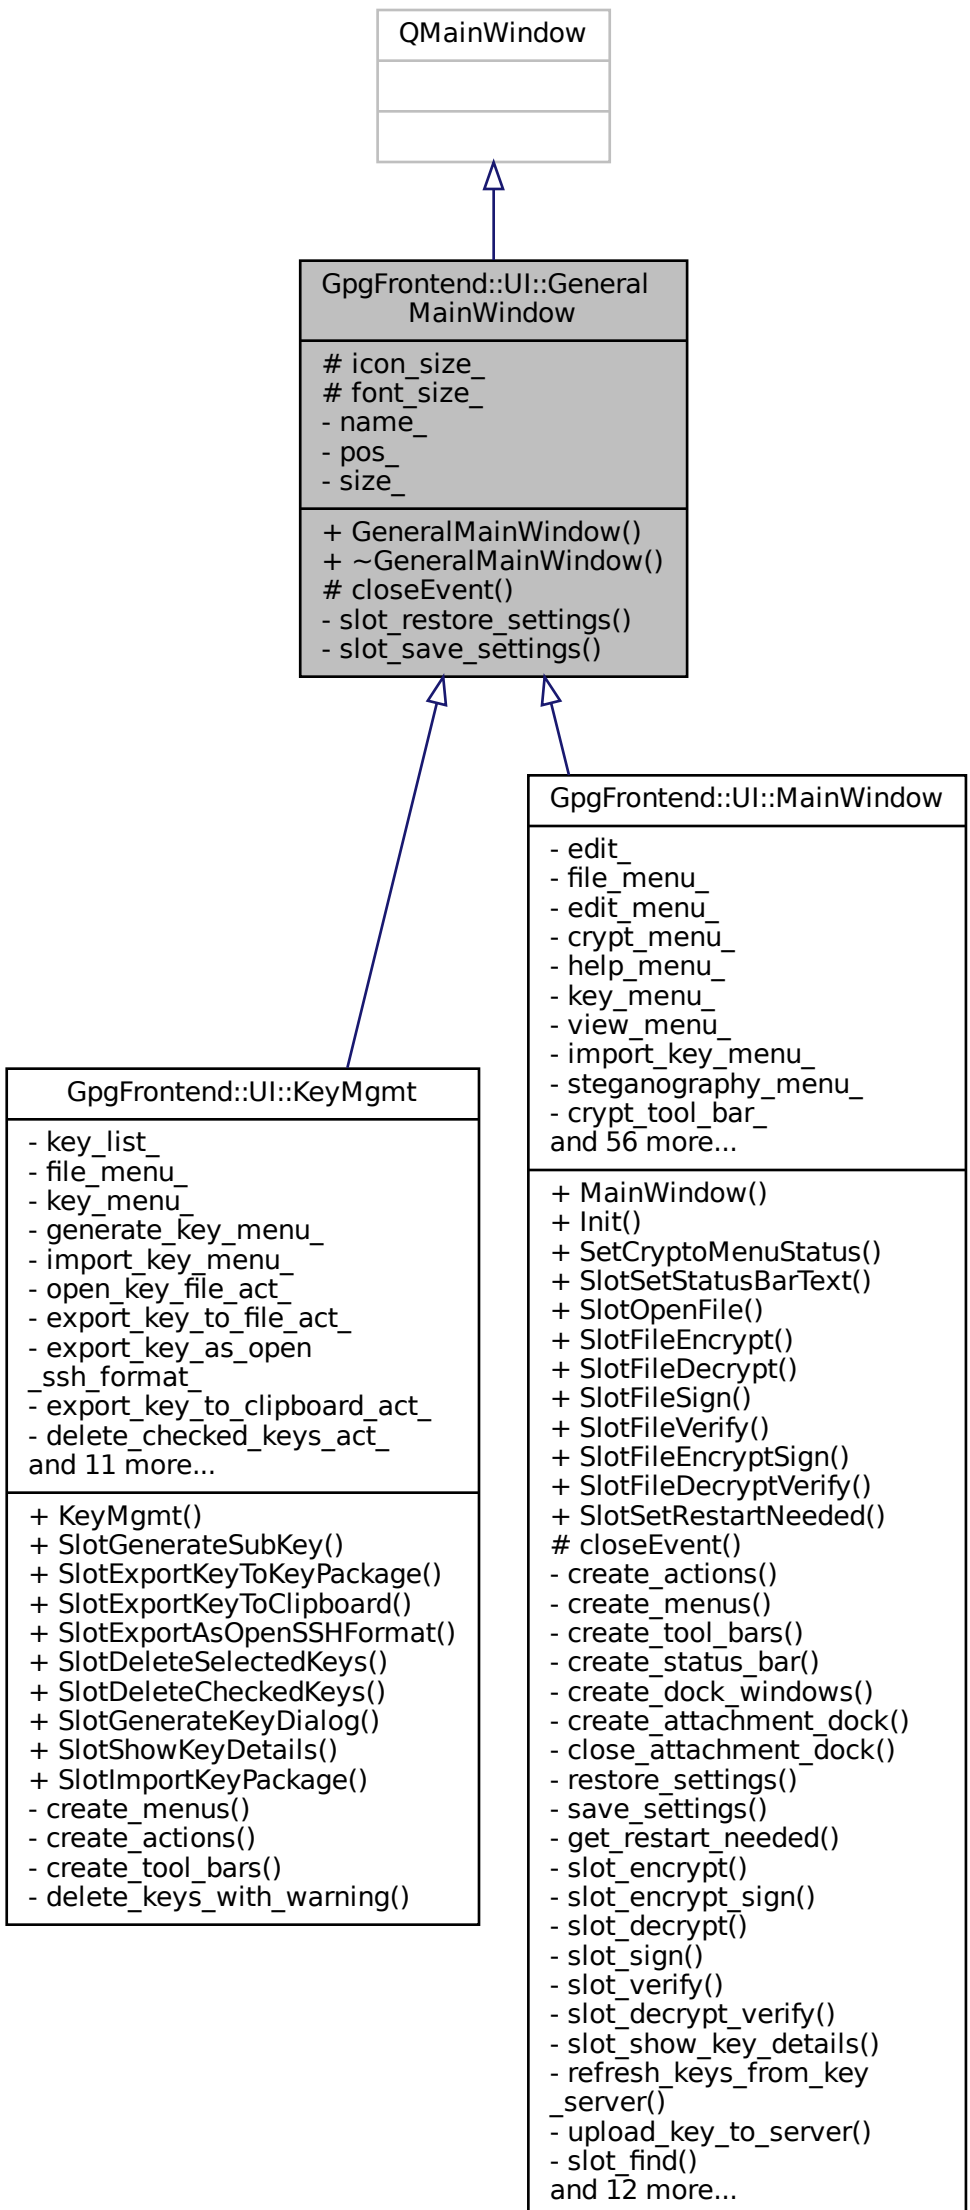 QMainWindow
GpgFrontend::UI::General
MainWindow
# icon_size_
# font_size_
- name_
- pos_
- size_
+ GeneralMainWindow()
+ ~GeneralMainWindow()
# closeEvent()
- slot_restore_settings()
- slot_save_settings()
GpgFrontend::UI::KeyMgmt
- key_list_
- file_menu_
- key_menu_
- generate_key_menu_
- import_key_menu_
- open_key_file_act_
- export_key_to_file_act_
- export_key_as_open
_ssh_format_
- export_key_to_clipboard_act_
- delete_checked_keys_act_
and 11 more...
+ KeyMgmt()
+ SlotGenerateSubKey()
+ SlotExportKeyToKeyPackage()
+ SlotExportKeyToClipboard()
+ SlotExportAsOpenSSHFormat()
+ SlotDeleteSelectedKeys()
+ SlotDeleteCheckedKeys()
+ SlotGenerateKeyDialog()
+ SlotShowKeyDetails()
+ SlotImportKeyPackage()
- create_menus()
- create_actions()
- create_tool_bars()
- delete_keys_with_warning()
GpgFrontend::UI::MainWindow
- edit_
- file_menu_
- edit_menu_
- crypt_menu_
- help_menu_
- key_menu_
- view_menu_
- import_key_menu_
- steganography_menu_
- crypt_tool_bar_
and 56 more...
+ MainWindow()
+ Init()
+ SetCryptoMenuStatus()
+ SlotSetStatusBarText()
+ SlotOpenFile()
+ SlotFileEncrypt()
+ SlotFileDecrypt()
+ SlotFileSign()
+ SlotFileVerify()
+ SlotFileEncryptSign()
+ SlotFileDecryptVerify()
+ SlotSetRestartNeeded()
# closeEvent()
- create_actions()
- create_menus()
- create_tool_bars()
- create_status_bar()
- create_dock_windows()
- create_attachment_dock()
- close_attachment_dock()
- restore_settings()
- save_settings()
- get_restart_needed()
- slot_encrypt()
- slot_encrypt_sign()
- slot_decrypt()
- slot_sign()
- slot_verify()
- slot_decrypt_verify()
- slot_show_key_details()
- refresh_keys_from_key
_server()
- upload_key_to_server()
- slot_find()
and 12 more...